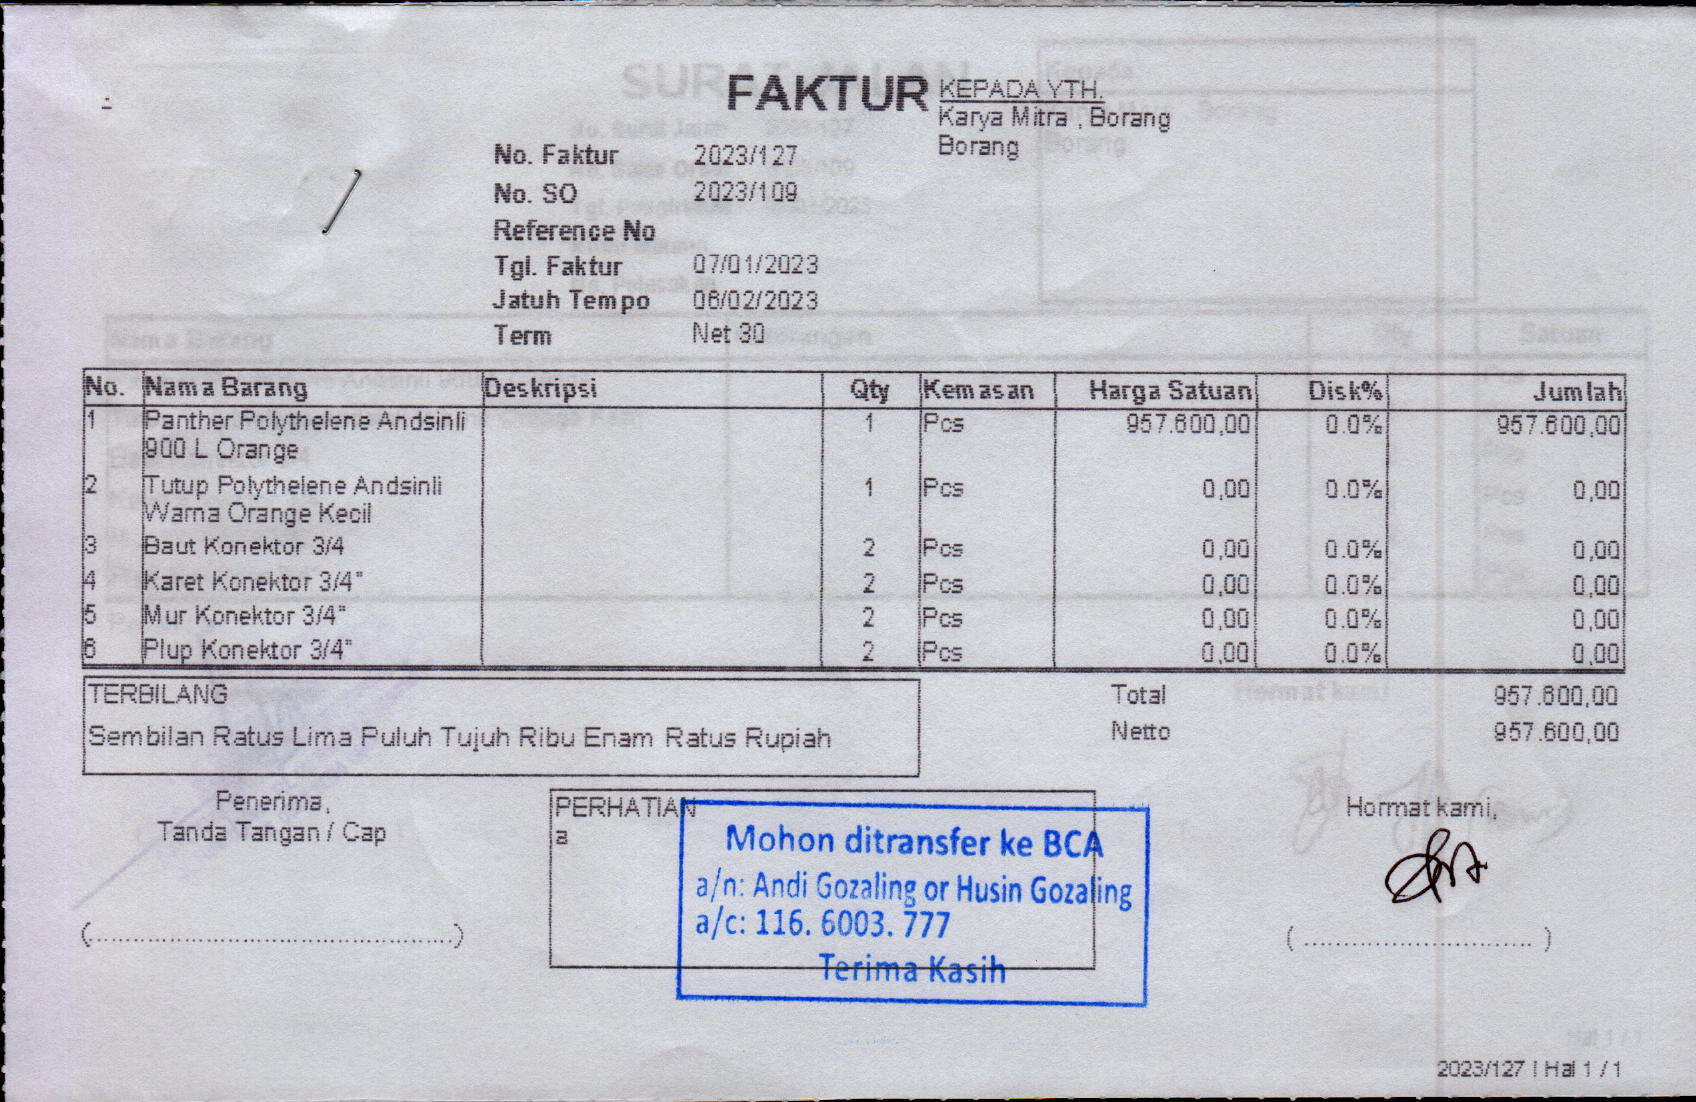 FAKTUR
KEPADA YTH.
Karya Mitra , Borang
Borang
No. Faktur 2023/127
No. SO 2023/109
Reference No
Tgl. Faktur 07/01/2023
Jatuh Tempo 06/02/2023
Term Net 30
No. Nama Barang Deskripsi Qty Kemasan Harga Satuan Disk% Jumlah
1 Panther Polythelene Andsinli 1 Pcs 957.600,00 0.0% 957.600,00
900 L Orange
2 Tutup Polythelene Andsinli 1 Pcs 0,00 0.0% 0,00
Warna Orange Kecil
3 Baut Konektor 3/4 2 Pcs 0,00 0.0% 0,00
4 Karet Konektor 3/4" 2 Pcs 0,00 0.0% 0,00
5 Mur Konektor 3/4" 2 Pcs 0,00 0.0% 0,00
6 Plup Konektor 3/4" 2 Pcs 0,00 0.0% 0,00
TERBILANG
Sembilan Ratus Lima Puluh Tujuh Ribu Enam Ratus Rupiah
Total 957.600,00
Netto 957.600,00
Penerima,
Tanda Tangan / Cap
(..................................................)
PERHATIAN
a
Mohon ditransfer ke BCA
a/n: Andi Gozaling or Husin Gozaling
a/c: 116. 6003. 777
Terima Kasih
Hormat kami,
( ............................... )
2023/127 | Hal 1 / 1